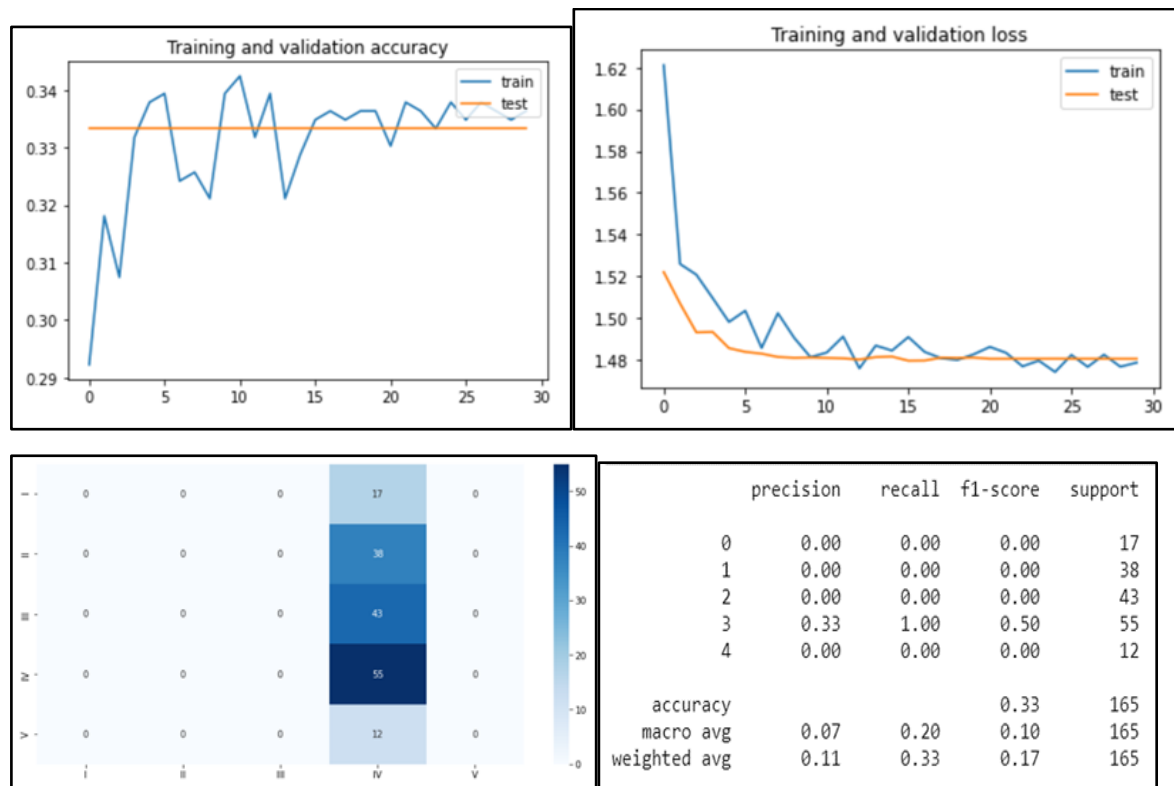 Training and validation accuracy
train
test
0.34
0.33
0.32
0.31
0.30
0.29
0 5 10 15 20 25 30
Training and validation loss
train
test
1.62
1.60
1.58
1.56
1.54
1.52
1.50
1.48
0 5 10 15 20 25 30
I 0 0 0 17 0
II 0 0 0 38 0
III 0 0 0 43 0
IV 0 0 0 55 0
V 0 0 0 12 0
I II III IV V
50
40
30
20
10
0
precision recall f1-score support
0 0.00 0.00 0.00 17
1 0.00 0.00 0.00 38
2 0.00 0.00 0.00 43
3 0.33 1.00 0.50 55
4 0.00 0.00 0.00 12
accuracy 0.33 165
macro avg 0.07 0.20 0.10 165
weighted avg 0.11 0.33 0.17 165